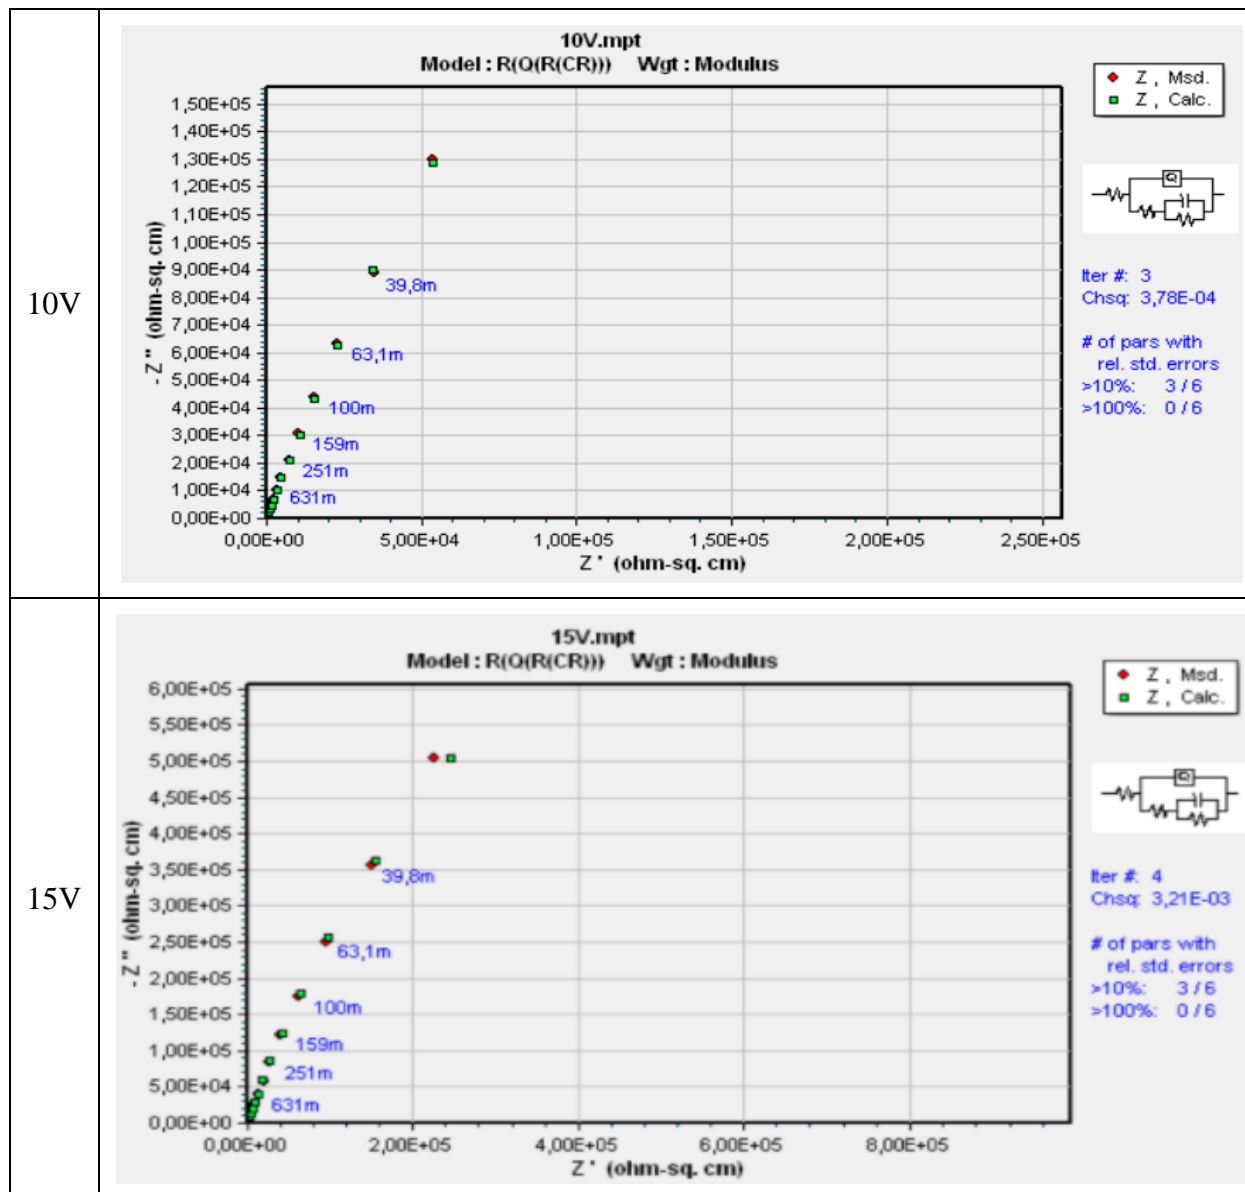 10V
10V.mpt
Model : R(Q(R(CR))) Wgt : Modulus
Z , Msd.
Z , Calc.
1,50E+05
1,40E+05
1,30E+05
1,20E+05
1,10E+05
1,00E+05
9,00E+04
8,00E+04
7,00E+04
6,00E+04
5,00E+04
4,00E+04
3,00E+04
2,00E+04
1,00E+04
0,00E+00
- Z '' (ohm-sq. cm)
39,8m
63,1m
100m
159m
251m
631m
0,00E+00 5,00E+04 1,00E+05 1,50E+05 2,00E+05 2,50E+05
Z ' (ohm-sq. cm)
Q
Iter #: 3
Chsq: 3,78E-04
# of pars with
rel. std. errors
>10%: 3 / 6
>100%: 0 / 6
15V
15V.mpt
Model : R(Q(R(CR))) Wgt : Modulus
Z , Msd.
Z , Calc.
6,00E+05
5,50E+05
5,00E+05
4,50E+05
4,00E+05
3,50E+05
3,00E+05
2,50E+05
2,00E+05
1,50E+05
1,00E+05
5,00E+04
0,00E+00
- Z '' (ohm-sq. cm)
39,8m
63,1m
100m
159m
251m
631m
0,00E+00 2,00E+05 4,00E+05 6,00E+05 8,00E+05
Z ' (ohm-sq. cm)
Q
Iter #: 4
Chsq: 3,21E-03
# of pars with
rel. std. errors
>10%: 3 / 6
>100%: 0 / 6